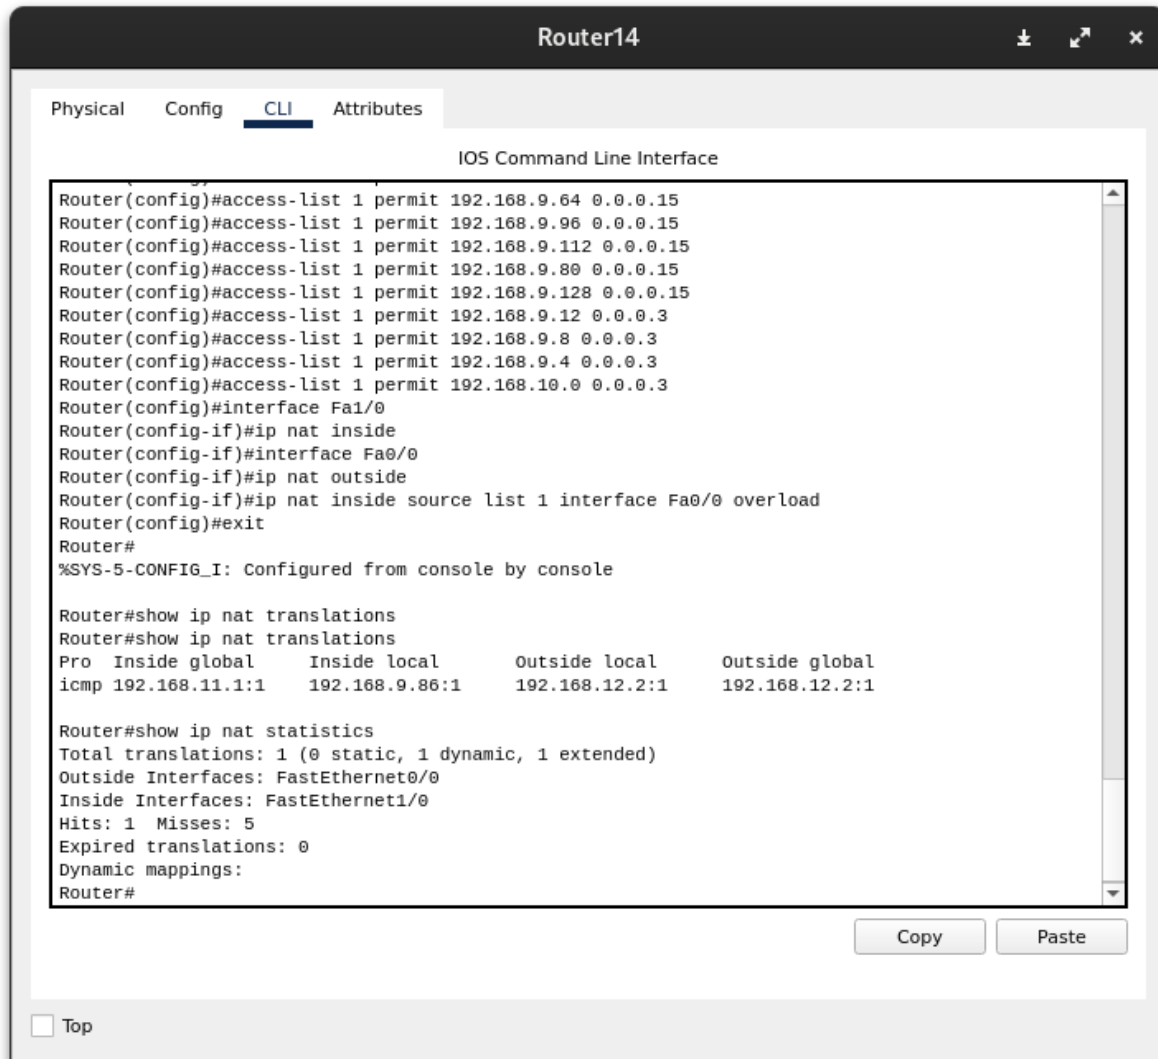 Router14
Physical Config CLI Attributes
IOS Command Line Interface
Router(config)#access-list 1 permit 192.168.9.64 0.0.0.15
Router(config)#access-list 1 permit 192.168.9.96 0.0.0.15
Router(config)#access-list 1 permit 192.168.9.112 0.0.0.15
Router(config)#access-list 1 permit 192.168.9.80 0.0.0.15
Router(config)#access-list 1 permit 192.168.9.128 0.0.0.15
Router(config)#access-list 1 permit 192.168.9.12 0.0.0.3
Router(config)#access-list 1 permit 192.168.9.8 0.0.0.3
Router(config)#access-list 1 permit 192.168.9.4 0.0.0.3
Router(config)#access-list 1 permit 192.168.10.0 0.0.0.3
Router(config)#interface Fa1/0
Router(config-if)#ip nat inside
Router(config-if)#interface Fa0/0
Router(config-if)#ip nat outside
Router(config-if)#ip nat inside source list 1 interface Fa0/0 overload
Router(config)#exit
Router#
%SYS-5-CONFIG_I: Configured from console by console
Router#show ip nat translations
Router#show ip nat translations
Pro  Inside global     Inside local       Outside local      Outside global
icmp 192.168.11.1:1    192.168.9.86:1     192.168.12.2:1     192.168.12.2:1
Router#show ip nat statistics
Total translations: 1 (0 static, 1 dynamic, 1 extended)
Outside Interfaces: FastEthernet0/0
Inside Interfaces: FastEthernet1/0
Hits: 1  Misses: 5
Expired translations: 0
Dynamic mappings:
Router#
Copy Paste
Top